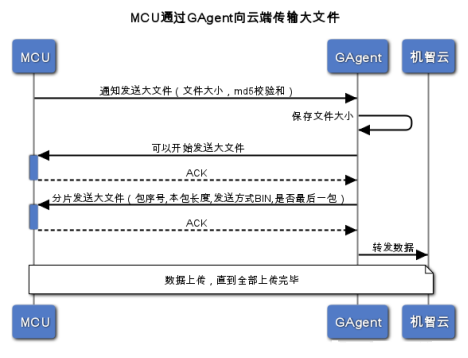 MCU通过GAgent向云端传输大文件
MCU
GAgent
机智云
通知发送大文件（文件大小，md5校验和）
保存文件大小
可以开始发送大文件
ACK
分片发送大文件（包序号,本包长度,发送方式BIN,是否最后一包）
ACK
转发数据
数据上传，直到全部上传完毕
MCU
GAgent
机智云